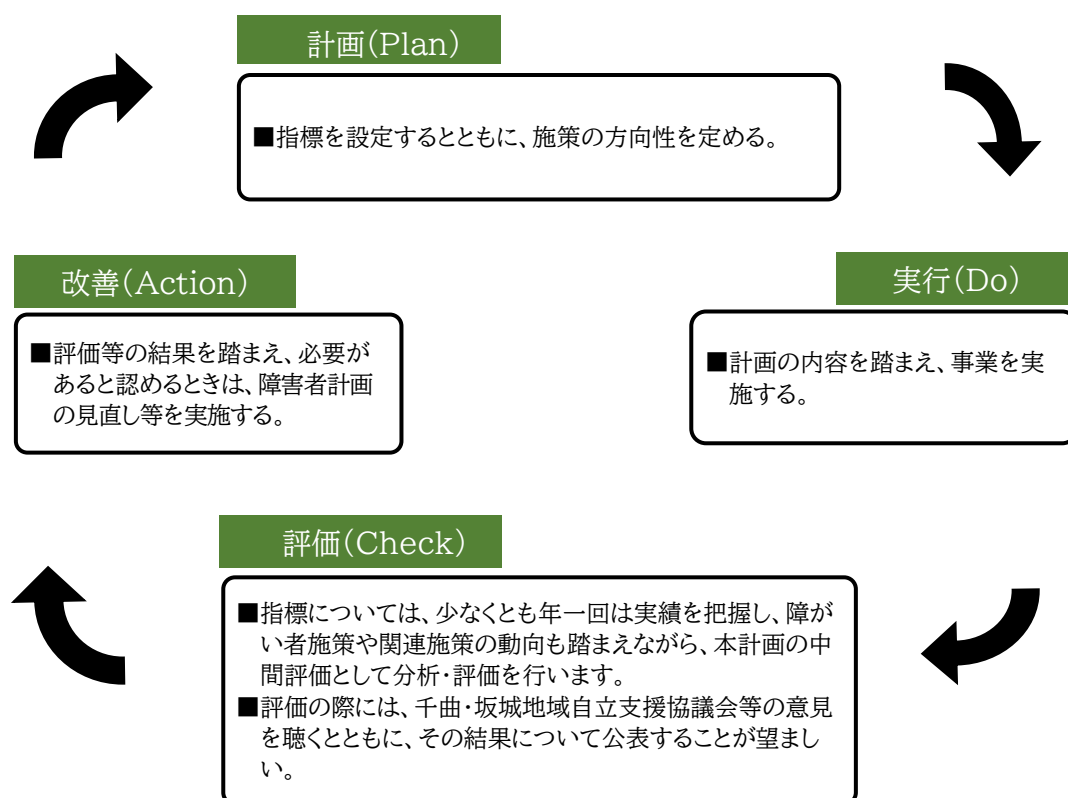 計画(Plan)
■指標を設定するとともに、施策の方向性を定める。
改善(Action)
■評価等の結果を踏まえ、必要が
あると認めるときは、障害者計画
の見直し等を実施する。
実行(Do)
■計画の内容を踏まえ、事業を実
施する。
評価(Check)
■指標については、少なくとも年一回は実績を把握し、障が
い者施策や関連施策の動向も踏まえながら、本計画の中
間評価として分析・評価を行います。
■評価の際には、千曲・坂城地域自立支援協議会等の意見
を聴くとともに、その結果について公表することが望まし
い。